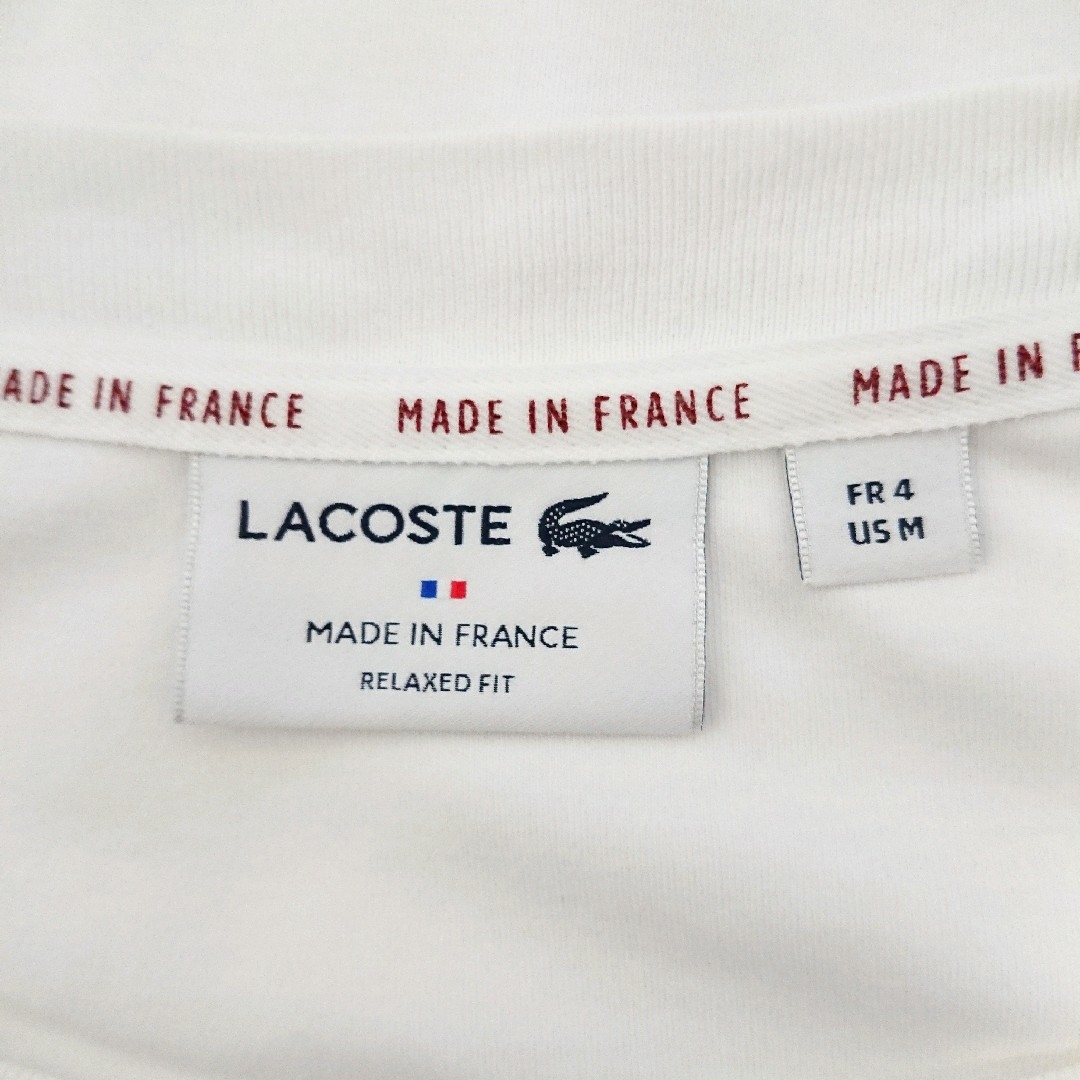 ADE IN FRANCE MADE IN FRANCE MADE IN F
LACOSTE
MADE IN FRANCE
RELAXED FIT
FR 4
US M